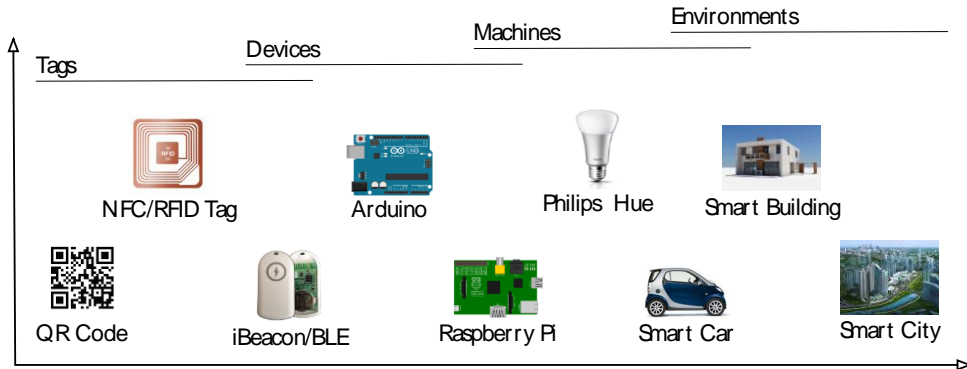 Environments
Machines
Devices
Tags
RFID
NFC/RFID Tag
Arduino
Philips Hue
Smart Building
QR Code
iBeacon/BLE
Raspberry Pi
Smart Car
Smart City